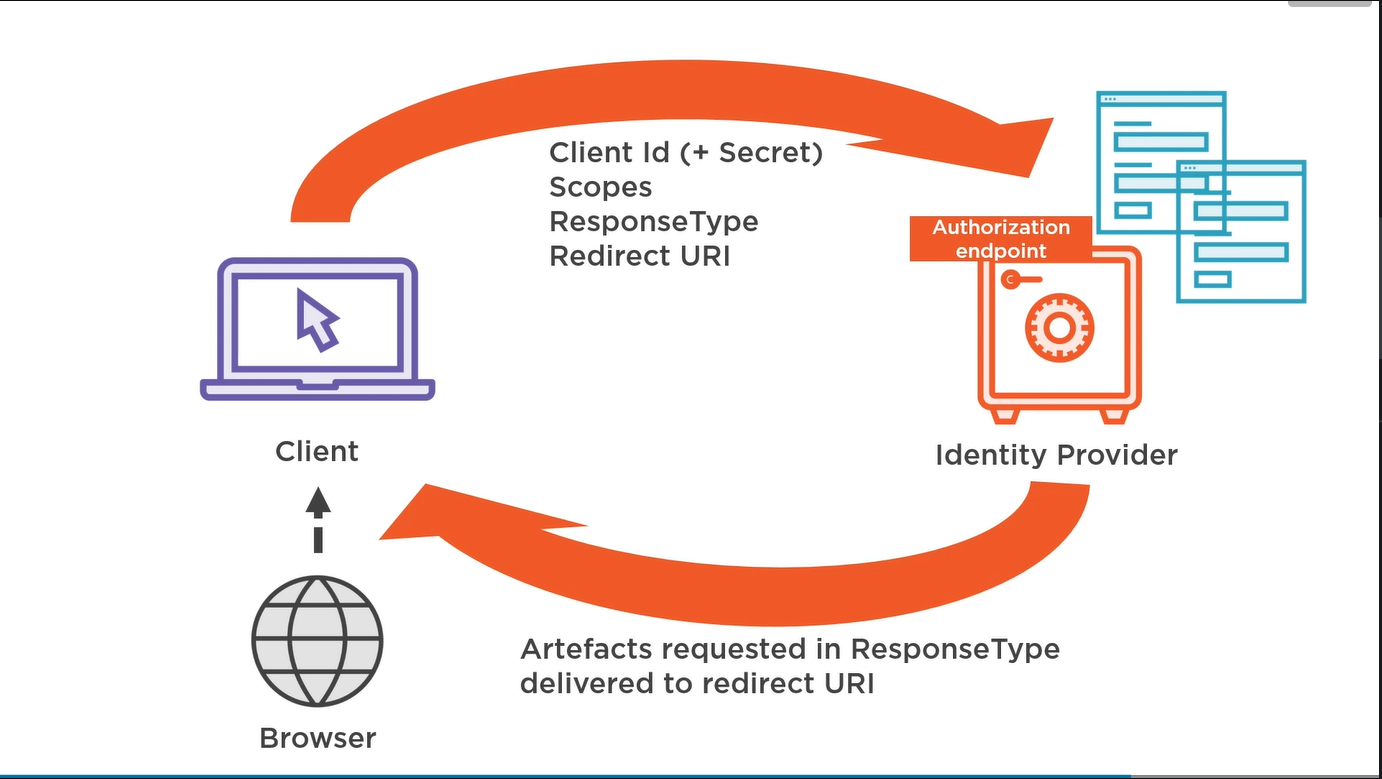 Client Id (+ Secret)
Scopes
ResponseType
Redirect URI
Authorization
endpoint
Client
Identity Provider
Artefacts requested in ResponseType
delivered to redirect URI
Browser